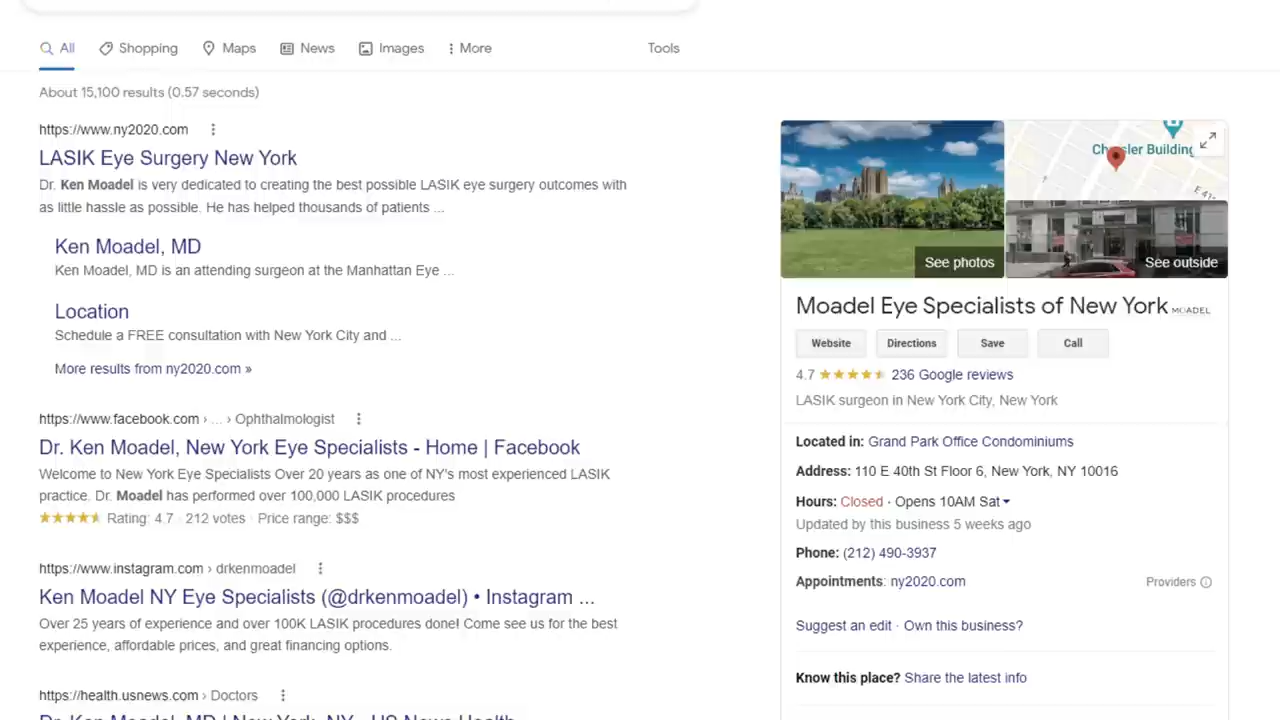 All
Shopping
Maps
News
Images
More
Tools
About 15,100 results (0.57 seconds)
https://www.ny2020.com
LASIK Eye Surgery New York
Dr. Ken Moadel is very dedicated to creating the best possible LASIK eye surgery outcomes with
as little hassle as possible. He has helped thousands of patients ...
Ken Moadel, MD
Ken Moadel, MD is an attending surgeon at the Manhattan Eye ...
Location
Schedule a FREE consultation with New York City and ...
More results from ny2020.com »
https://www.facebook.com › ... › Ophthalmologist
Dr. Ken Moadel, New York Eye Specialists - Home | Facebook
Welcome to New York Eye Specialists Over 20 years as one of NY's most experienced LASIK
practice. Dr. Moadel has performed over 100,000 LASIK procedures
Rating: 4.7 · 212 votes · Price range: $$$
https://www.instagram.com › drkenmoadel
Ken Moadel NY Eye Specialists (@drkenmoadel) • Instagram ...
Over 25 years of experience and over 100K LASIK procedures done! Come see us for the best
experience, affordable prices, and great financing options.
https://health.usnews.com › Doctors
Dr. Ken Moadel, MD | New York, NY - US News Health
Chrysler Building
E 41st
See photos
See outside
Moadel Eye Specialists of New York
MOADEL
Website
Directions
Save
Call
4.7 236 Google reviews
LASIK surgeon in New York City, New York
Located in: Grand Park Office Condominiums
Address: 110 E 40th St Floor 6, New York, NY 10016
Hours: Closed · Opens 10AM Sat
Updated by this business 5 weeks ago
Phone: (212) 490-3937
Appointments: ny2020.com
Providers
Suggest an edit · Own this business?
Know this place? Share the latest info